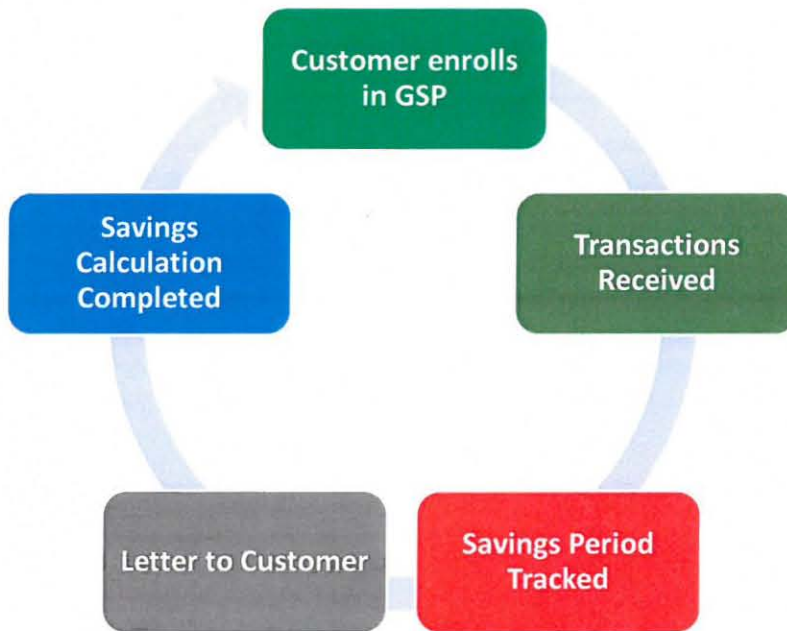 Customer enrolls
in GSP
Transactions
Received
Savings Period
Tracked
Letter to Customer
Savings
Calculation
Completed